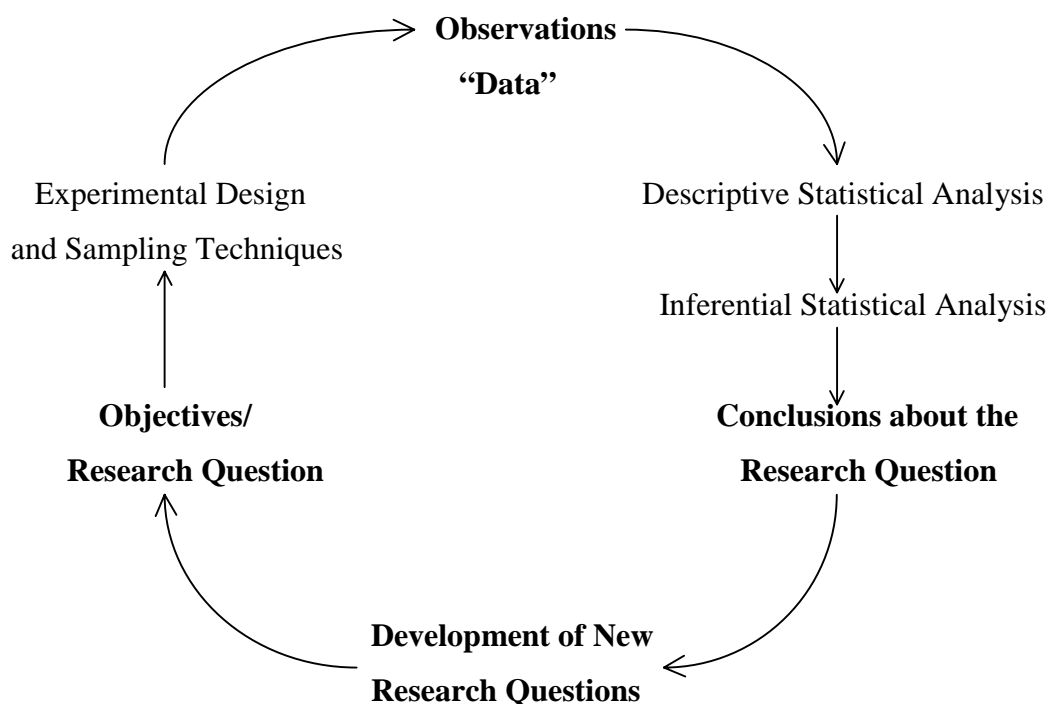 Observations
“Data”
Experimental Design
and Sampling Techniques
Descriptive Statistical Analysis
Inferential Statistical Analysis
Objectives/
Research Question
Conclusions about the
Research Question
Development of New
Research Questions